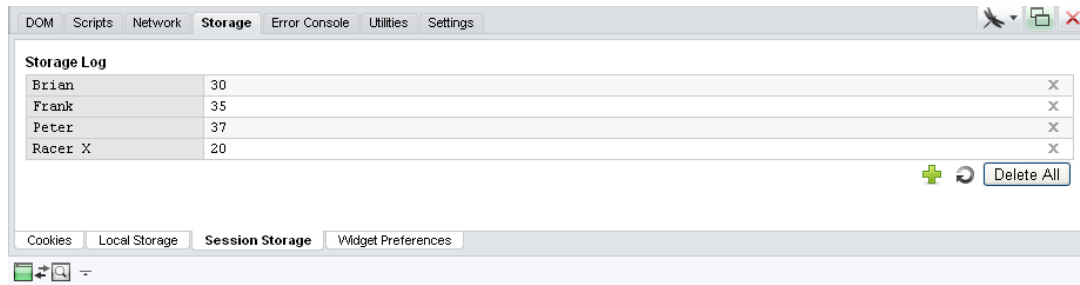 DOM Scripts Network Storage Error Console Utilities Settings
Storage Log
Brian 30 X
Frank 35 X
Peter 37 X
Racer X 20 X
Delete All
Cookies Local Storage Session Storage Widget Preferences